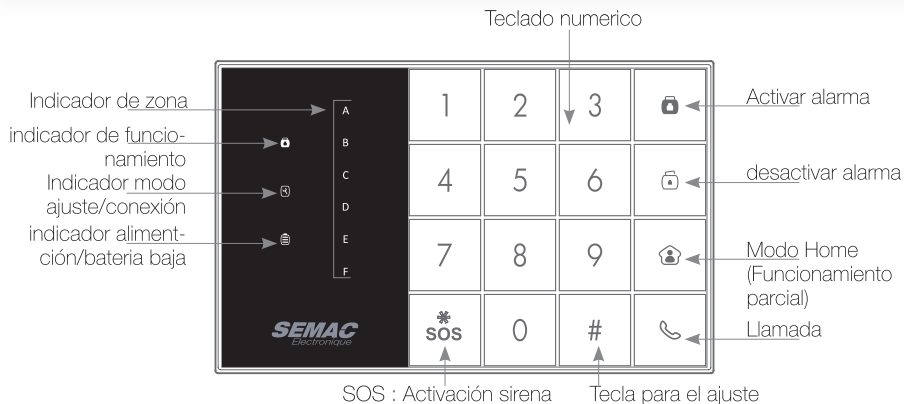 Teclado numerico
Indicador de zona
indicador de funcio-
namiento
Indicador modo
ajuste/conexión
indicador aliment-
ción/bateria baja
A
B
C
D
E
F
SEMAC
Electronique
1 2 3
4 5 6
7 8 9
* 0 #
SOS
Activar alarma
desactivar alarma
Modo Home
(Funcionamiento
parcial)
Llamada
SOS : Activación sirena
Tecla para el ajuste